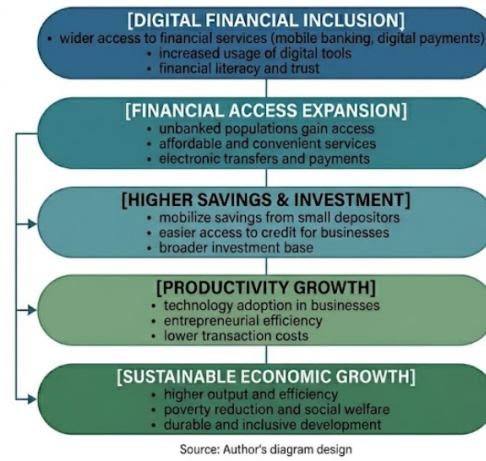 [DIGITAL FINANCIAL INCLUSION]
• wider access to financial services (mobile banking, digital payments)
• increased usage of digital tools
• financial literacy and trust
[FINANCIAL ACCESS EXPANSION]
• unbanked populations gain access
• affordable and convenient services
• electronic transfers and payments
[HIGHER SAVINGS & INVESTMENT]
• mobilize savings from small depositors
• easier access to credit for businesses
• broader investment base
[PRODUCTIVITY GROWTH]
• technology adoption in businesses
• entrepreneurial efficiency
• lower transaction costs
[SUSTAINABLE ECONOMIC GROWTH]
• higher output and efficiency
• poverty reduction and social welfare
• durable and inclusive development
Source: Author's diagram design